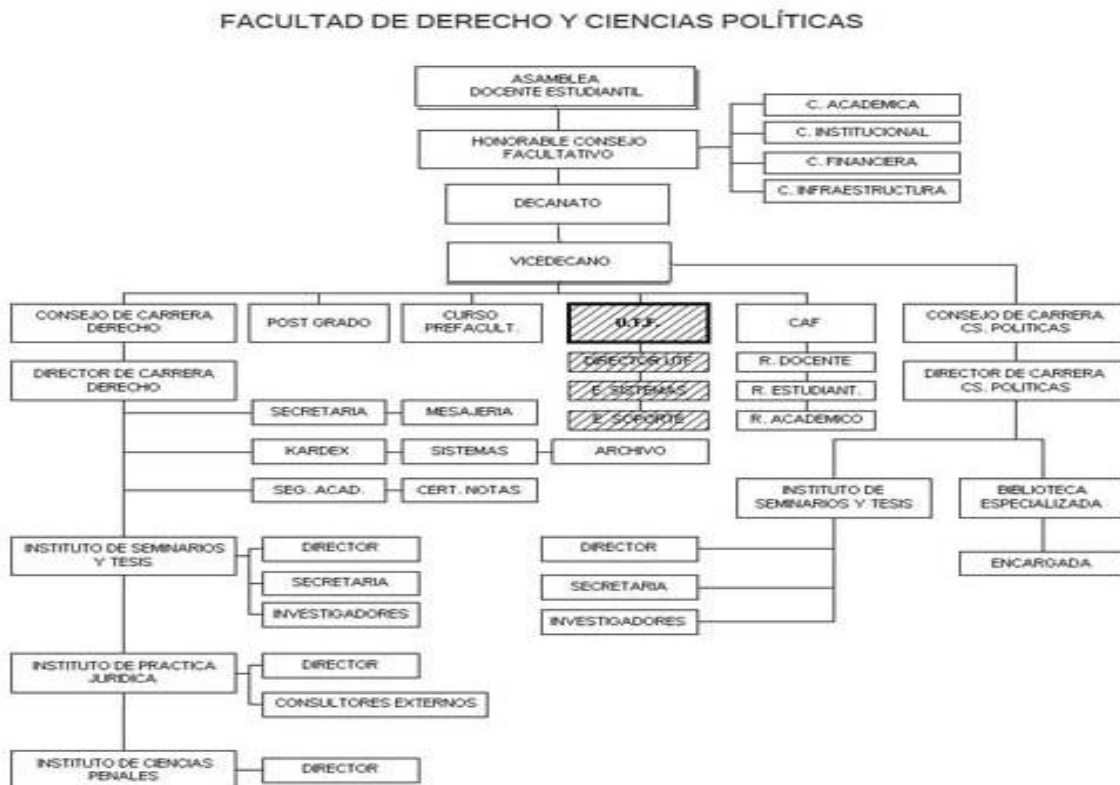 FACULTAD DE DERECHO Y CIENCIAS POLÍTICAS
ASAMBLEA
DOCENTE ESTUDIANTIL
C. ACADEMICA
HONORABLE CONSEJO
FACULTATIVO
C. INSTITUCIONAL
C. FINANCIERA
C. INFRAESTRUCTURA
DECANATO
VICEDECANO
CONSEJO DE CARRERA
DERECHO
POST GRADO
CURSO
PREFACULT.
U.T.F.
CAF
CONSEJO DE CARRERA
CS. POLITICAS
DIRECTOR DE CARRERA
DERECHO
DIRECTOR UTF
E. SISTEMAS
E. SOPORTE
R. DOCENTE
R. ESTUDIANT.
R. ACADEMICO
DIRECTOR DE CARRERA
CS. POLITICAS
SECRETARIA
MESAJERIA
KARDEX
SISTEMAS
ARCHIVO
SEG. ACAD.
CERT. NOTAS
INSTITUTO DE
SEMINARIOS Y TESIS
BIBLIOTECA
ESPECIALIZADA
INSTITUTO DE SEMINARIOS
Y TESIS
DIRECTOR
SECRETARIA
INVESTIGADORES
DIRECTOR
SECRETARIA
INVESTIGADORES
ENCARGADA
INSTITUTO DE PRACTICA
JURIDICA
DIRECTOR
CONSULTORES EXTERNOS
INSTITUTO DE CIENCIAS
PENALES
DIRECTOR